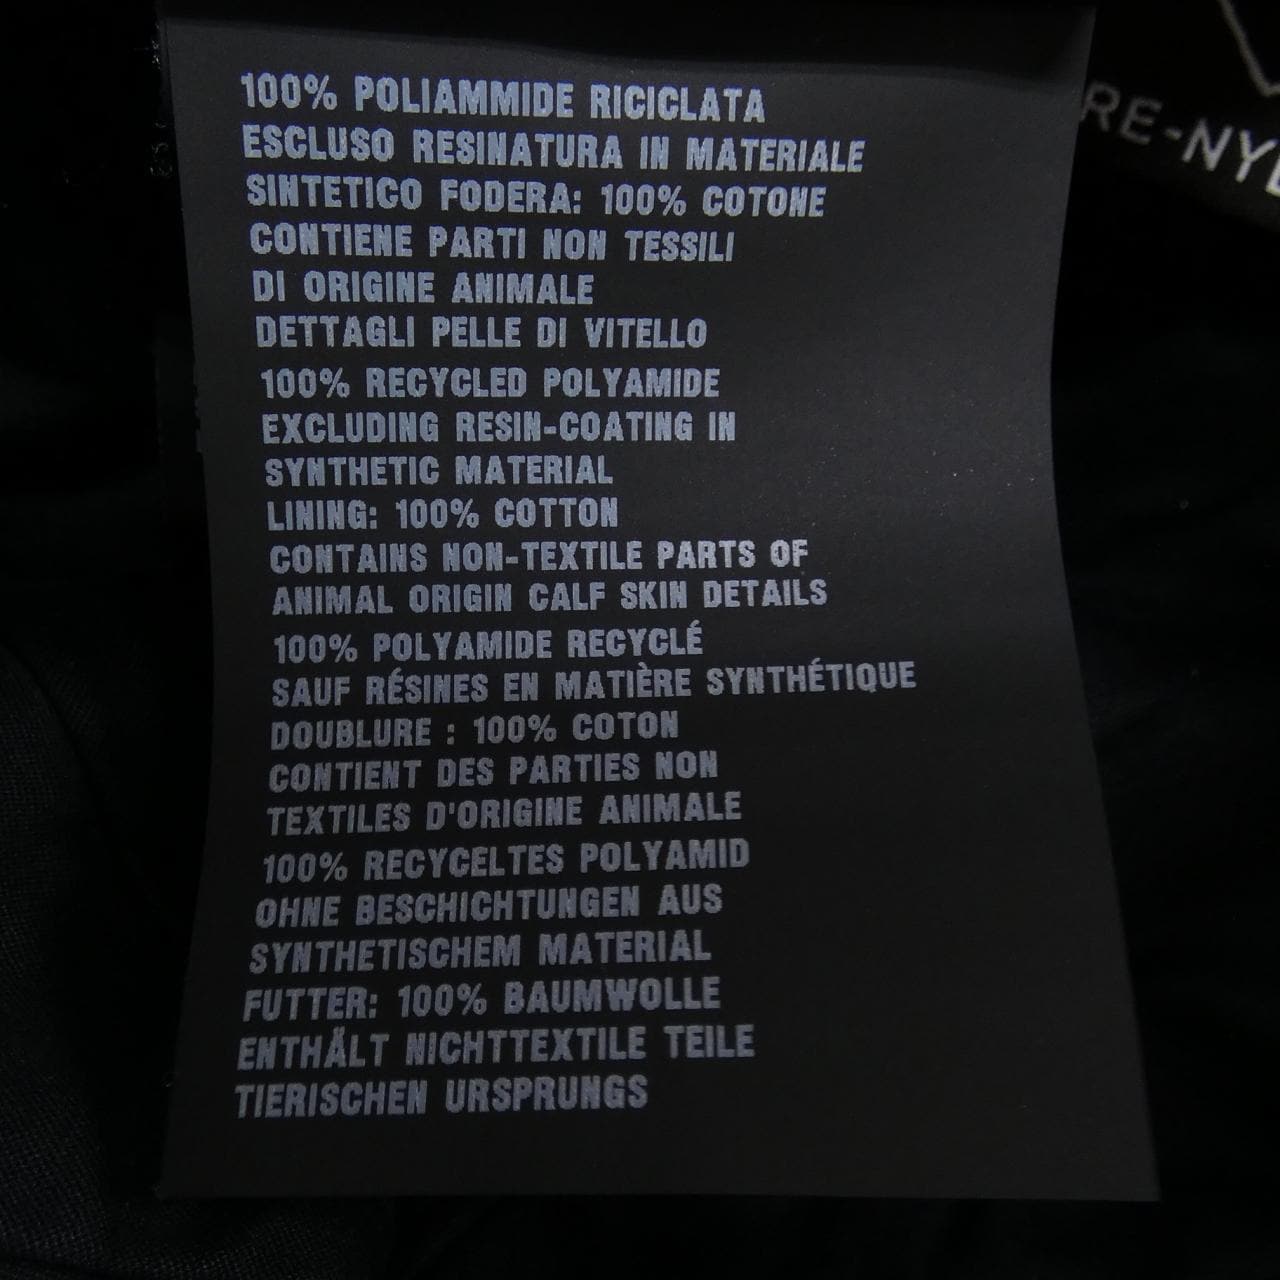 100% POLIAMMIDE RICICLATA
ESCLUSO RESINATURA IN MATERIALE
SINTETICO FODERA: 100% COTONE
CONTIENE PARTI NON TESSILI
DI ORIGINE ANIMALE
DETTAGLI PELLE DI VITELLO
100% RECYCLED POLYAMIDE
EXCLUDING RESIN-COATING IN
SYNTHETIC MATERIAL
LINING: 100% COTTON
CONTAINS NON-TEXTILE PARTS OF
ANIMAL ORIGIN CALF SKIN DETAILS
100% POLYAMIDE RECYCLÉ
SAUF RÉSINES EN MATIÈRE SYNTHÉTIQUE
DOUBLURE : 100% COTON
CONTIENT DES PARTIES NON
TEXTILES D'ORIGINE ANIMALE
100% RECYCELTES POLYAMID
OHNE BESCHICHTUNGEN AUS
SYNTHETISCHEM MATERIAL
FUTTER: 100% BAUMWOLLE
ENTHÄLT NICHTTEXTILE TEILE
TIERISCHEN URSPRUNGS
RE-NY